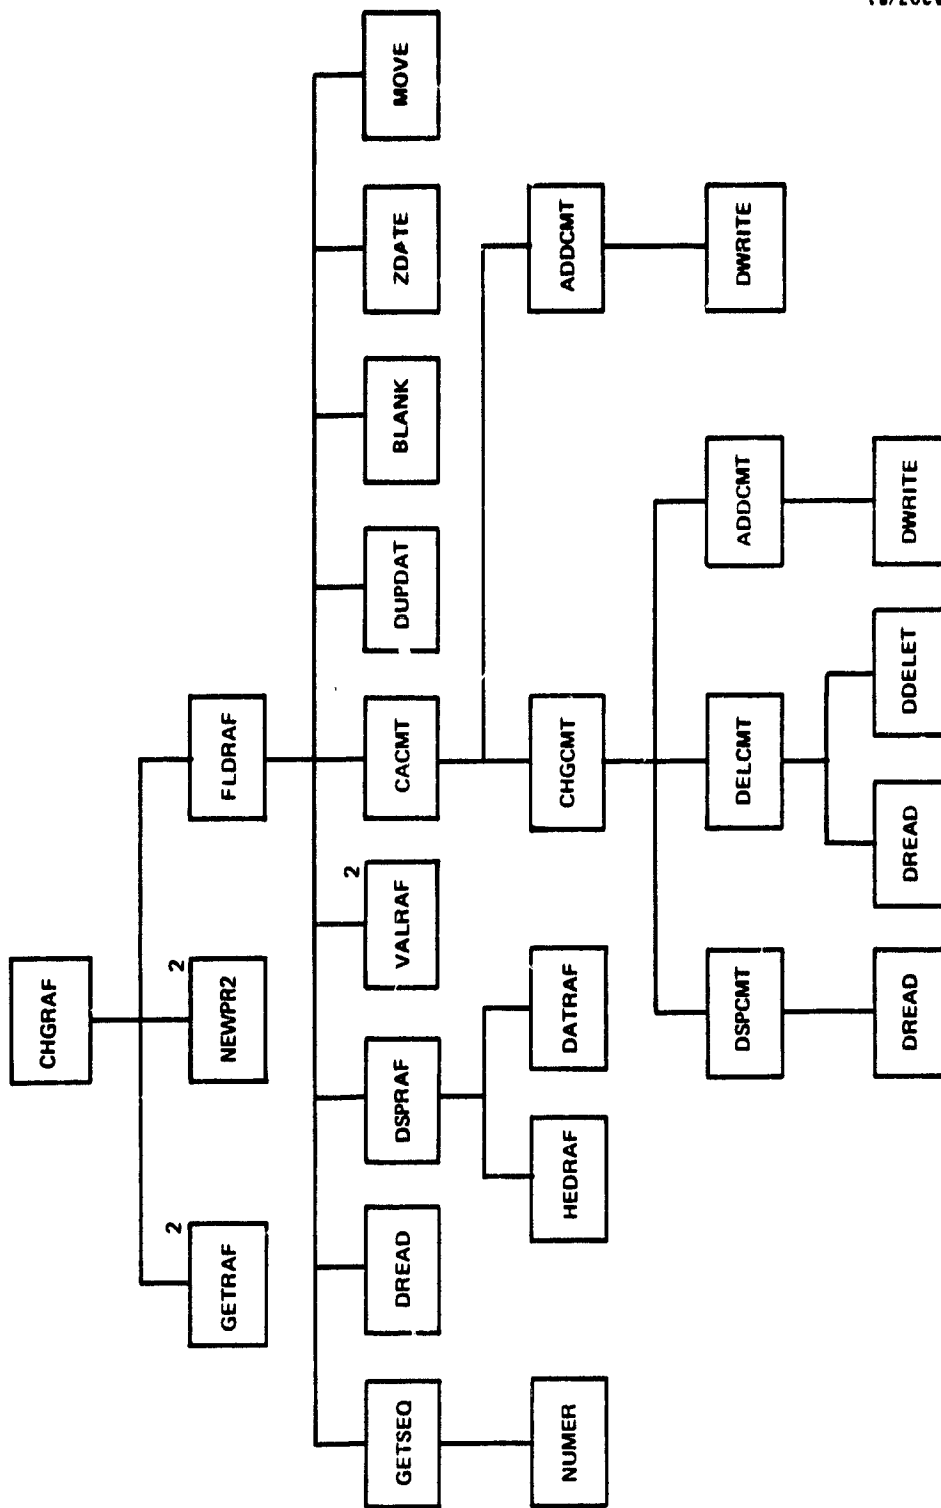 CHGRAF
GETRAF 2
NEWPR2 2
FLDRAF
GETSEQ
DREAD
DSPRAF
VALRAF 2
CACMT
DUPDAT
BLANK
ZDATE
MOVE
NUMER
HEDRAF
DATRAF
CHGCMT
ADDCMT
DSPCMT
DELCMT
ADDCMT
DWRITE
DREAD
DREAD
DDELET
DWRITE